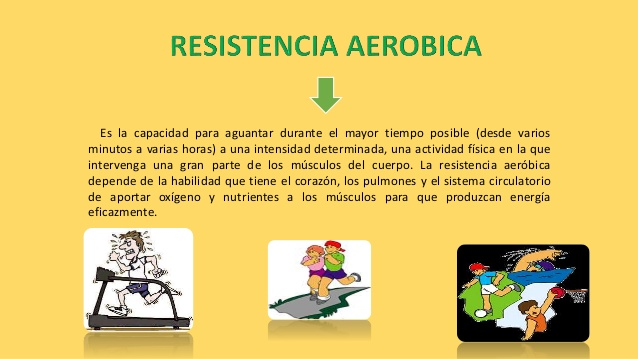 RESISTENCIA AEROBICA
Es la capacidad para aguantar durante el mayor tiempo posible (desde varios
minutos a varias horas) a una intensidad determinada, una actividad física en la que
intervenga una gran parte de los músculos del cuerpo. La resistencia aeróbica
depende de la habilidad que tiene el corazón, los pulmones y el sistema circulatorio
de aportar oxígeno y nutrientes a los músculos para que produzcan energía
eficazmente.